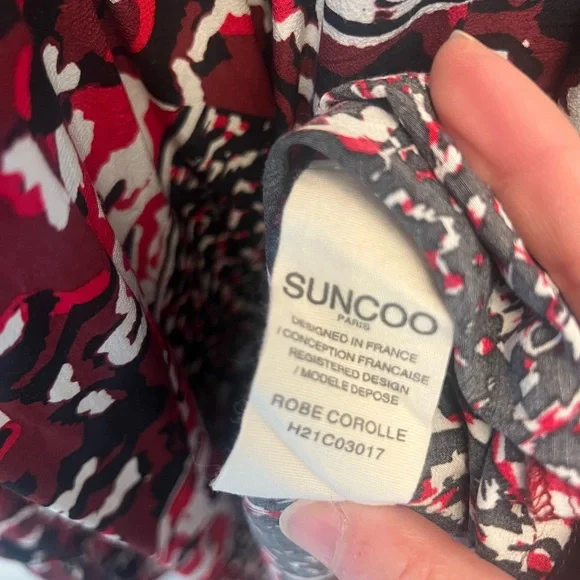 SUNCOO
PARIS
DESIGNED IN FRANCE
/ CONCEPTION FRANCAISE
REGISTERED DESIGN
/ MODELE DEPOSE
ROBE COROLLE
H21C03017